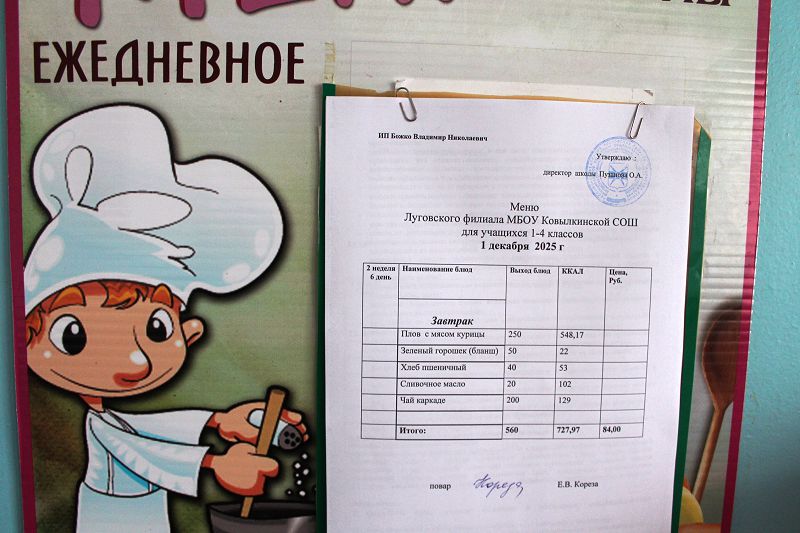 ЕЖЕДНЕВНОЕ
ИП Божко Владимир Николаевич
Утверждаю .:
директор школы Пузанова О.А.
Меню
Луговского филиала МБОУ Ковылкинской СОШ
для учащихся 1-4 классов
1 декабря 2025 г
2 неделя 6 день Наименование блюд Выход блюд ККАЛ Цена, Руб.
Завтрак
Плов с мясом курицы 250 548,17
Зеленый горошек (бланш) 50 22
Хлеб пшеничный 40 53
Сливочное масло 20 102
Чай каркаде 200 129
Итого: 560 727,97 84,00
повар Кореза Е.В. Кореза